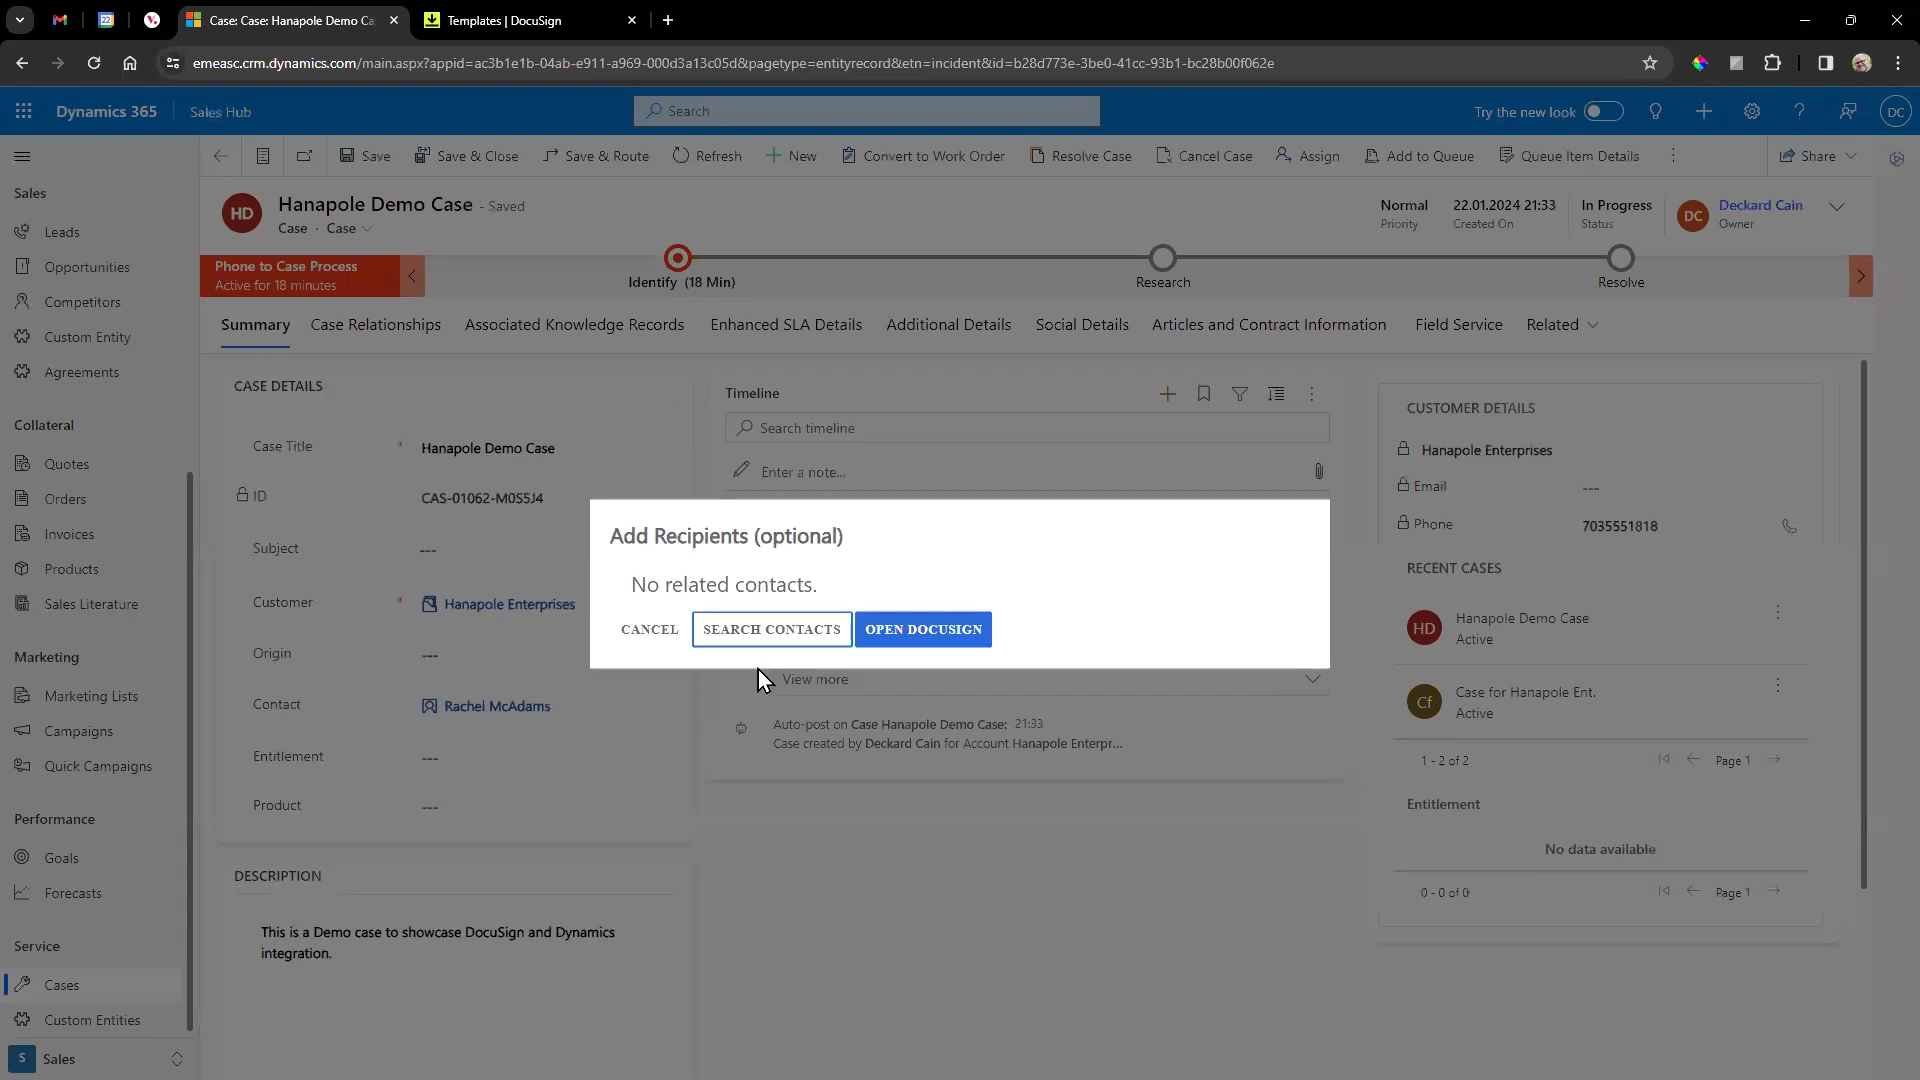 22
Case: Case: Hanapole Demo Ca
Templates | DocuSign
emeasc.crm.dynamics.com/main.aspx?appid=ac3b1e1b-04ab-e911-a969-000d3a13c05d&pagetype=entityrecord&etn=incident&id=b28d773e-3be0-41cc-93b1-bc28b00f062e
Dynamics 365
Sales Hub
Search
Try the new look
DC
Save
Save & Close
Save & Route
Refresh
New
Convert to Work Order
Resolve Case
Cancel Case
Assign
Add to Queue
Queue Item Details
Share
Sales
Leads
Opportunities
Competitors
Custom Entity
Agreements
Collateral
Quotes
Orders
Invoices
Products
Sales Literature
Marketing
Marketing Lists
Campaigns
Quick Campaigns
Performance
Goals
Forecasts
Service
Cases
Custom Entities
S
Sales
HD
Hanapole Demo Case - Saved
Case · Case
Normal
Priority
22.01.2024 21:33
Created On
In Progress
Status
DC
Deckard Cain
Owner
Phone to Case Process
Active for 18 minutes
Identify (18 Min)
Research
Resolve
Summary
Case Relationships
Associated Knowledge Records
Enhanced SLA Details
Additional Details
Social Details
Articles and Contract Information
Field Service
Related
CASE DETAILS
Case Title * Hanapole Demo Case
ID CAS-01062-M0S5J4
Subject ---
Customer * Hanapole Enterprises
Origin ---
Contact Rachel McAdams
Entitlement ---
Product ---
DESCRIPTION
This is a Demo case to showcase DocuSign and Dynamics
integration.
Timeline
Search timeline
Enter a note...
Add Recipients (optional)
No related contacts.
CANCEL
SEARCH CONTACTS
OPEN DOCUSIGN
View more
Auto-post on Case Hanapole Demo Case: 21:33
Case created by Deckard Cain for Account Hanapole Enterpr...
CUSTOMER DETAILS
Hanapole Enterprises
Email ---
Phone 7035551818
RECENT CASES
HD
Hanapole Demo Case
Active
Cf
Case for Hanapole Ent.
Active
1 - 2 of 2
Page 1
Entitlement
No data available
0 - 0 of 0
Page 1